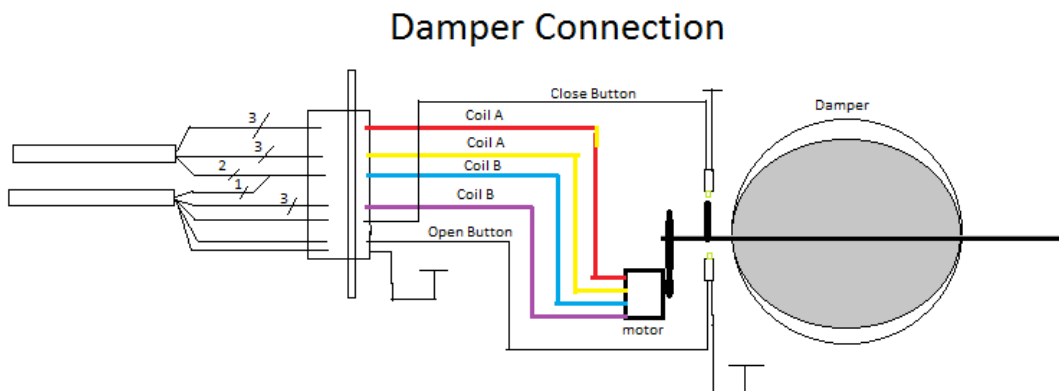 Damper Connection
Close Button
Damper
3
Coil A
3
Coil A
2
Coil B
1
3
Coil B
Open Button
motor